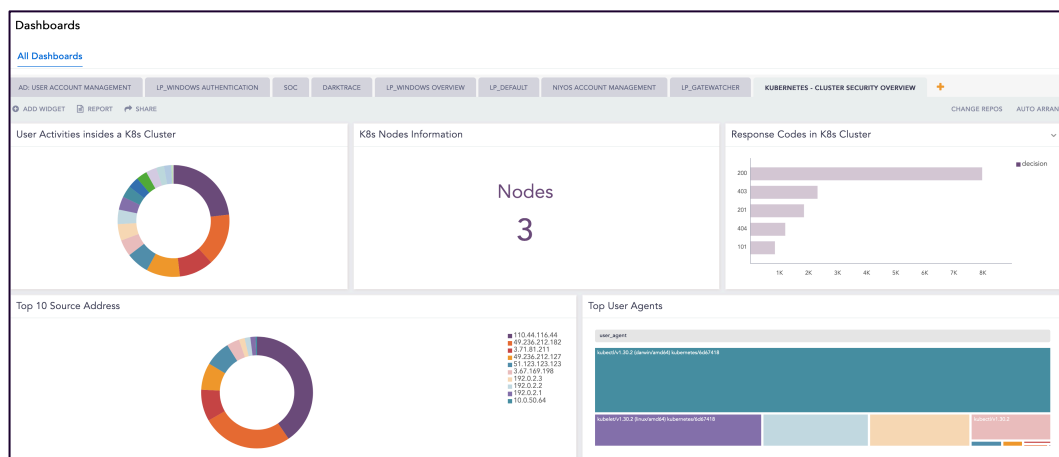 Dashboards
All Dashboards
AD: USER ACCOUNT MANAGEMENT
LP_WINDOWS AUTHENTICATION
SOC
DARKTRACE
LP_WINDOWS OVERVIEW
LP_DEFAULT
NIYOS ACCOUNT MANAGEMENT
LP_GATEWATCHER
KUBERNETES - CLUSTER SECURITY OVERVIEW
ADD WIDGET
REPORT
SHARE
CHANGE REPOS
AUTO ARRAN
User Activities insides a K8s Cluster
K8s Nodes Information
Nodes
3
Response Codes in K8s Cluster
decision
200
403
201
404
101
1K 2K 3K 4K 5K 6K 7K 8K
Top 10 Source Address
110.44.116.44
49.236.212.182
3.71.81.211
49.236.212.127
51.123.123.123
3.67.169.198
192.0.2.3
192.0.2.2
192.0.2.1
10.0.50.64
Top User Agents
user_agent
kubectl/v1.30.2 (darwin/amd64) kubernetes/6d67418
kubelet/v1.30.2 (linux/amd64) kubernetes/6d67418
kubectl/v1.30.2